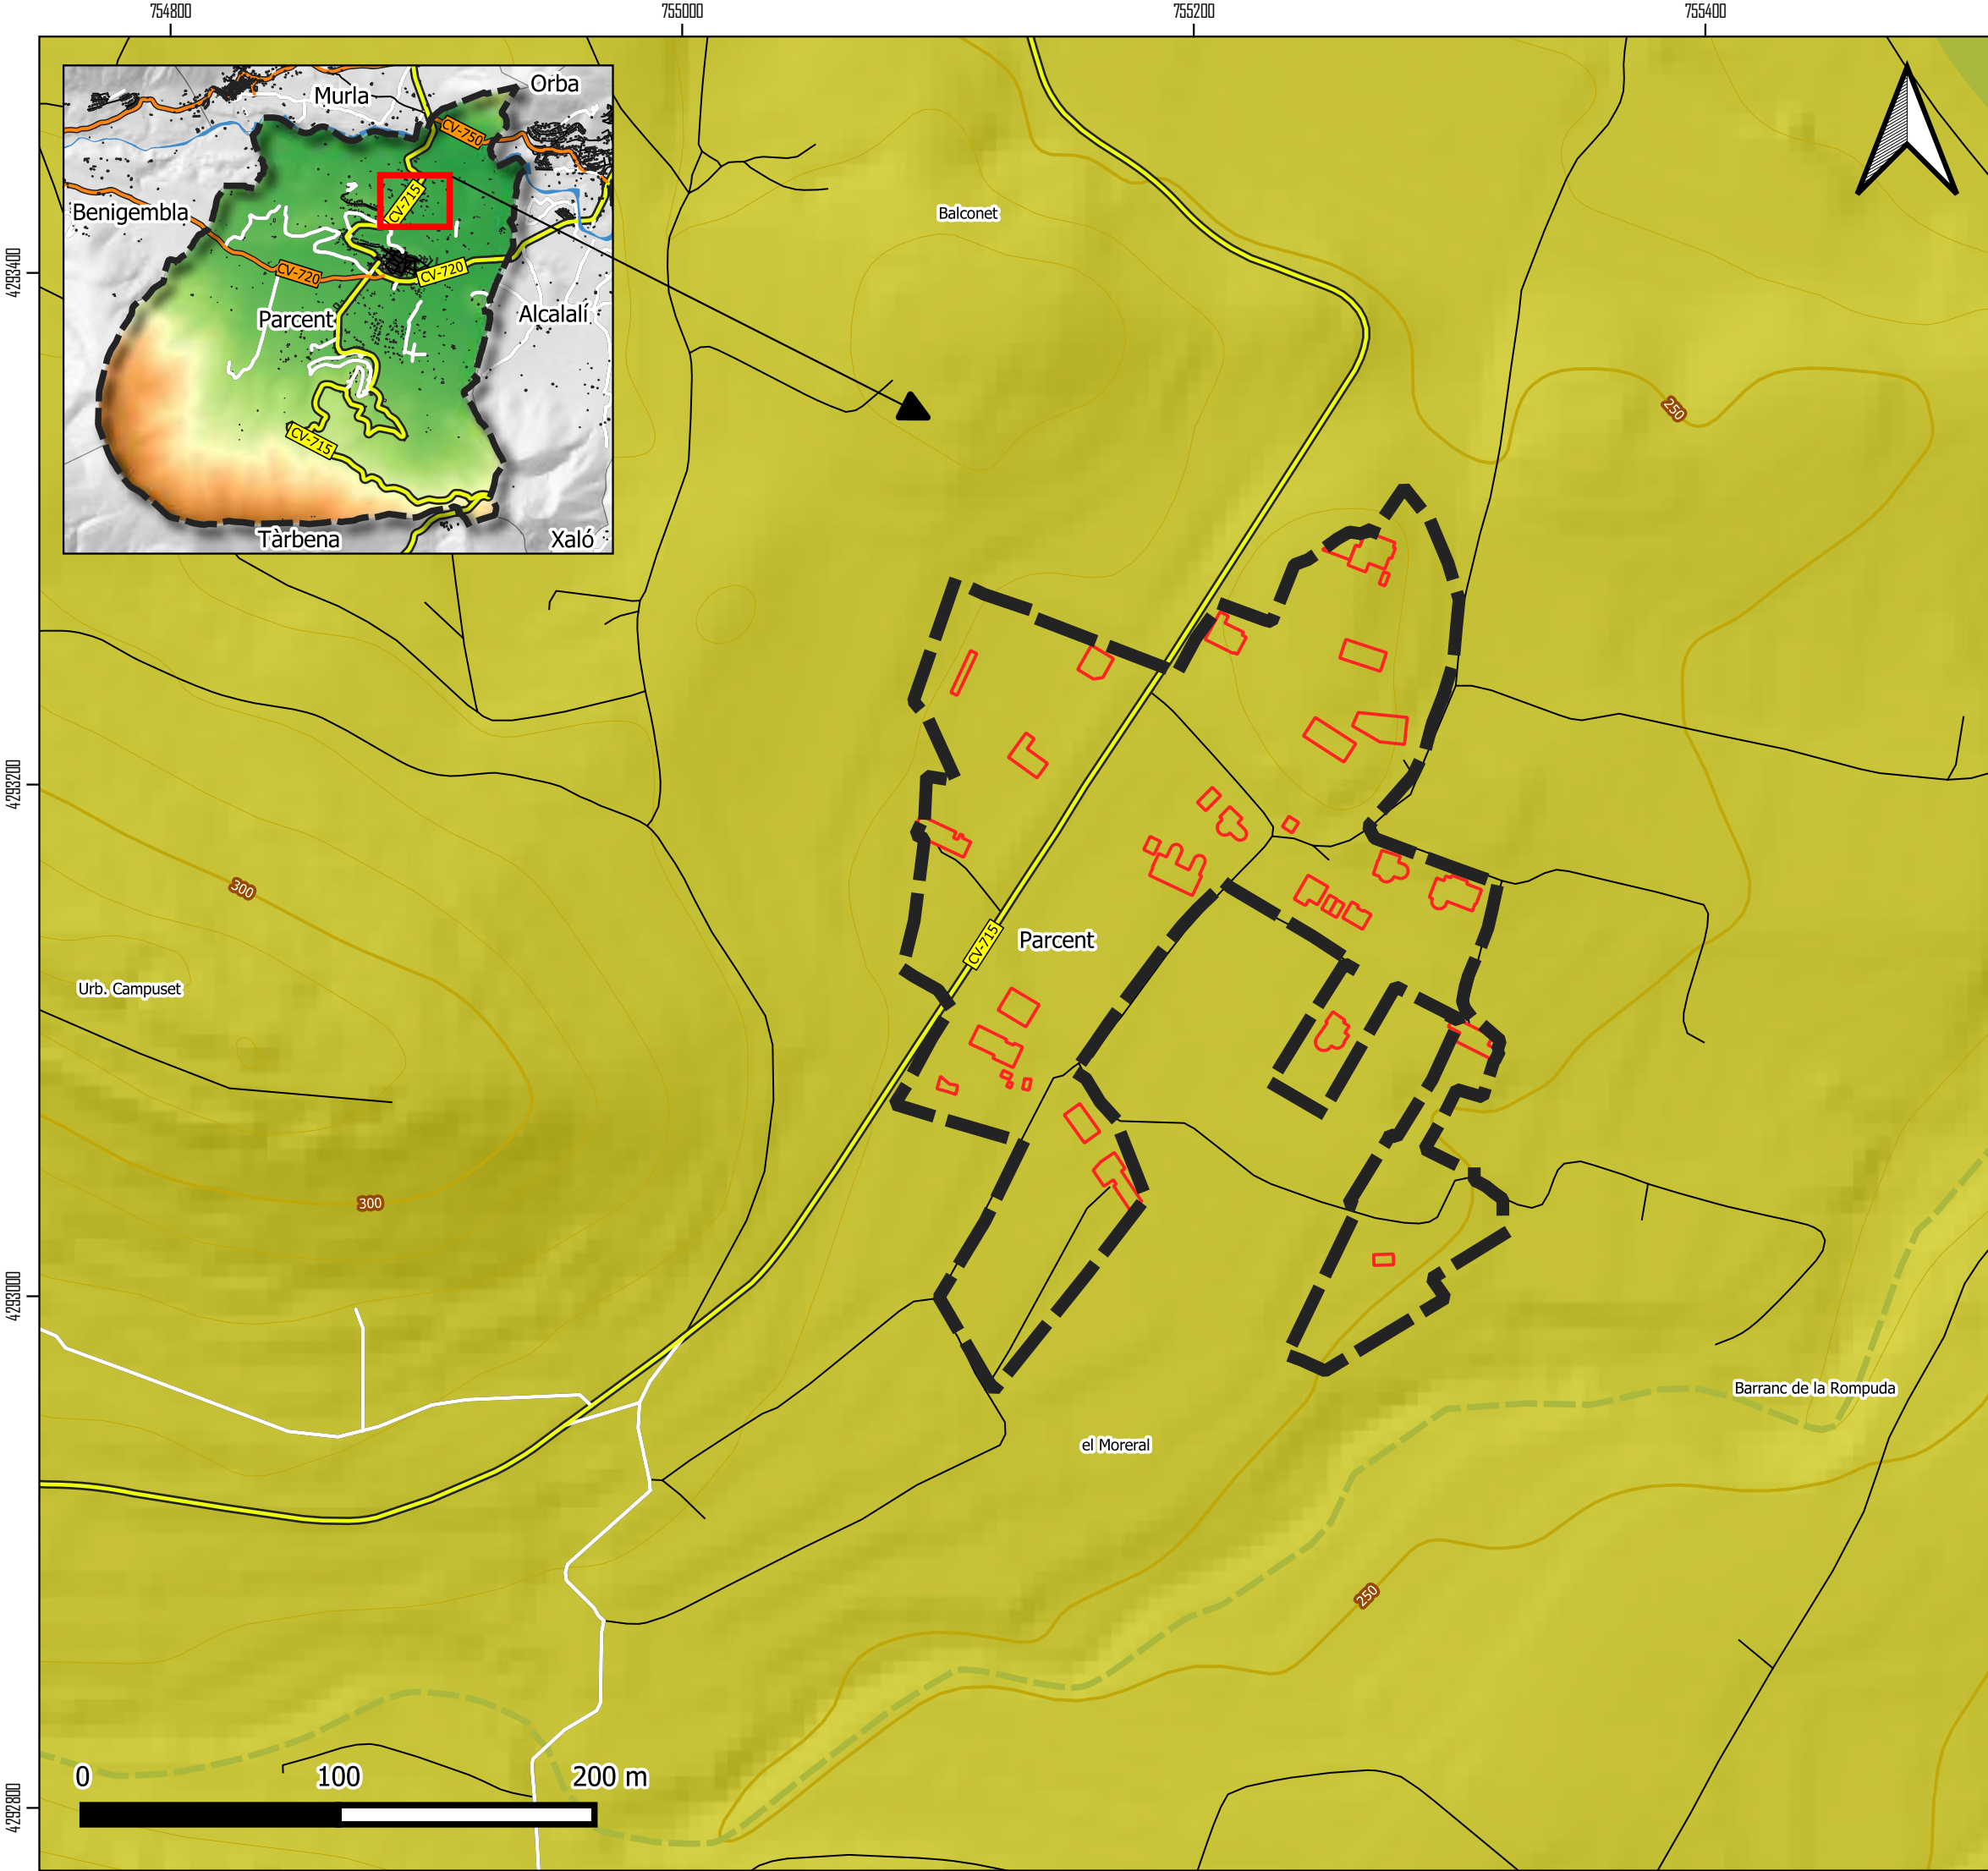 754800
755000
755200
755400
4293400
4293200
4293000
4292800
Orba
Murla
CV-750
Benigembla
CV-715
CV-720
CV-720
Parcent
Alcalalí
CV-715
Tàrbena
Xaló
Balconet
250
300
CV-715
Parcent
Urb. Campuset
300
Barranc de la Rompuda
el Moreral
250
0
100
200 m